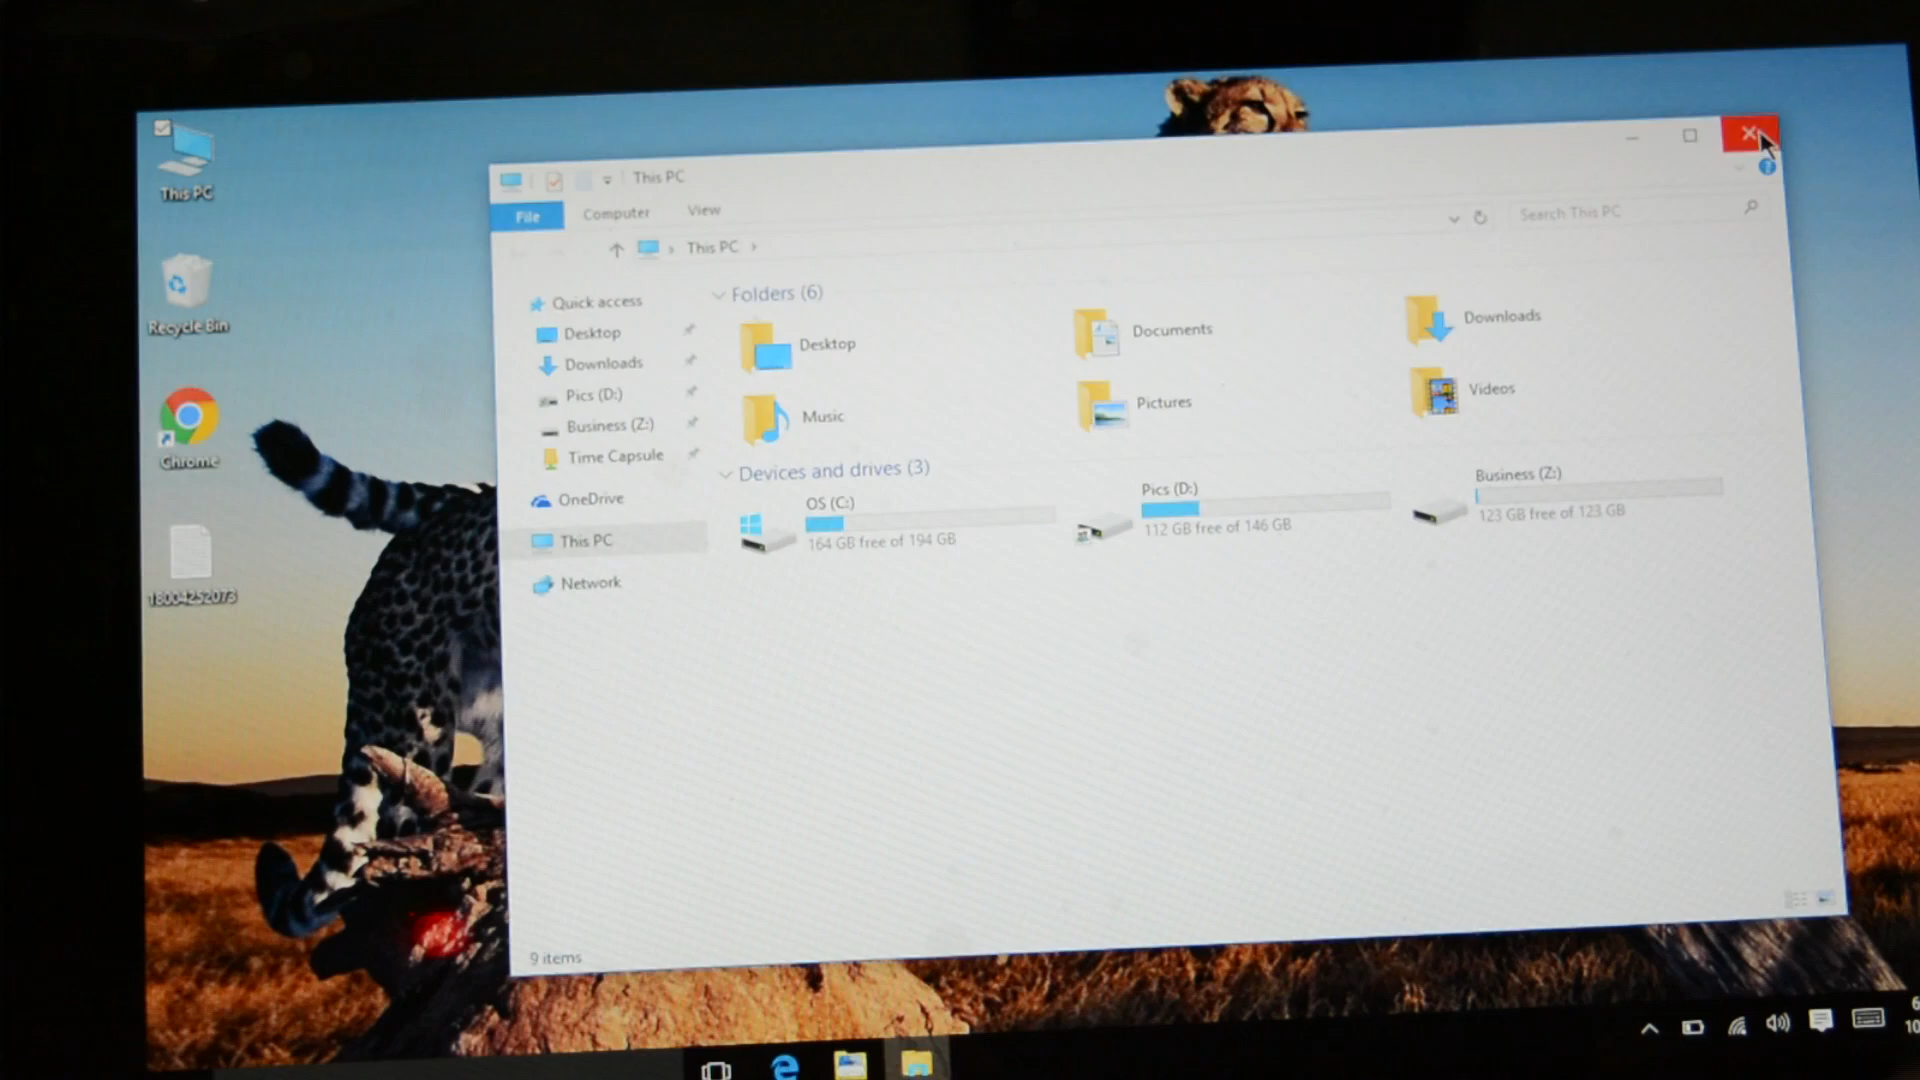 This PC
Recycle Bin
Chrome
18004252073
This PC
File
Computer
View
This PC
Search This PC
Quick access
Desktop
Downloads
Pics (D:)
Business (Z:)
Time Capsule
OneDrive
This PC
Network
Folders (6)
Desktop
Documents
Downloads
Music
Pictures
Videos
Devices and drives (3)
OS (C:)
164 GB free of 194 GB
Pics (D:)
112 GB free of 146 GB
Business (Z:)
123 GB free of 123 GB
9 items